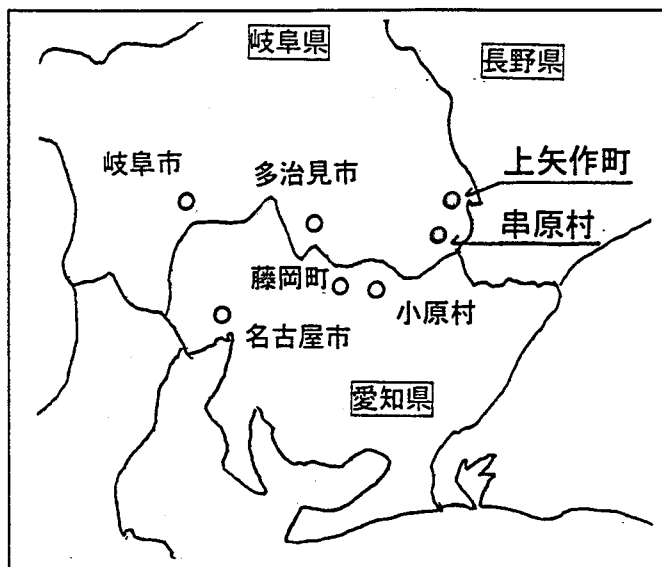 岐阜県
長野県
上矢作町
岐阜市
多治見市
串原村
藤岡町
小原村
名古屋市
愛知県